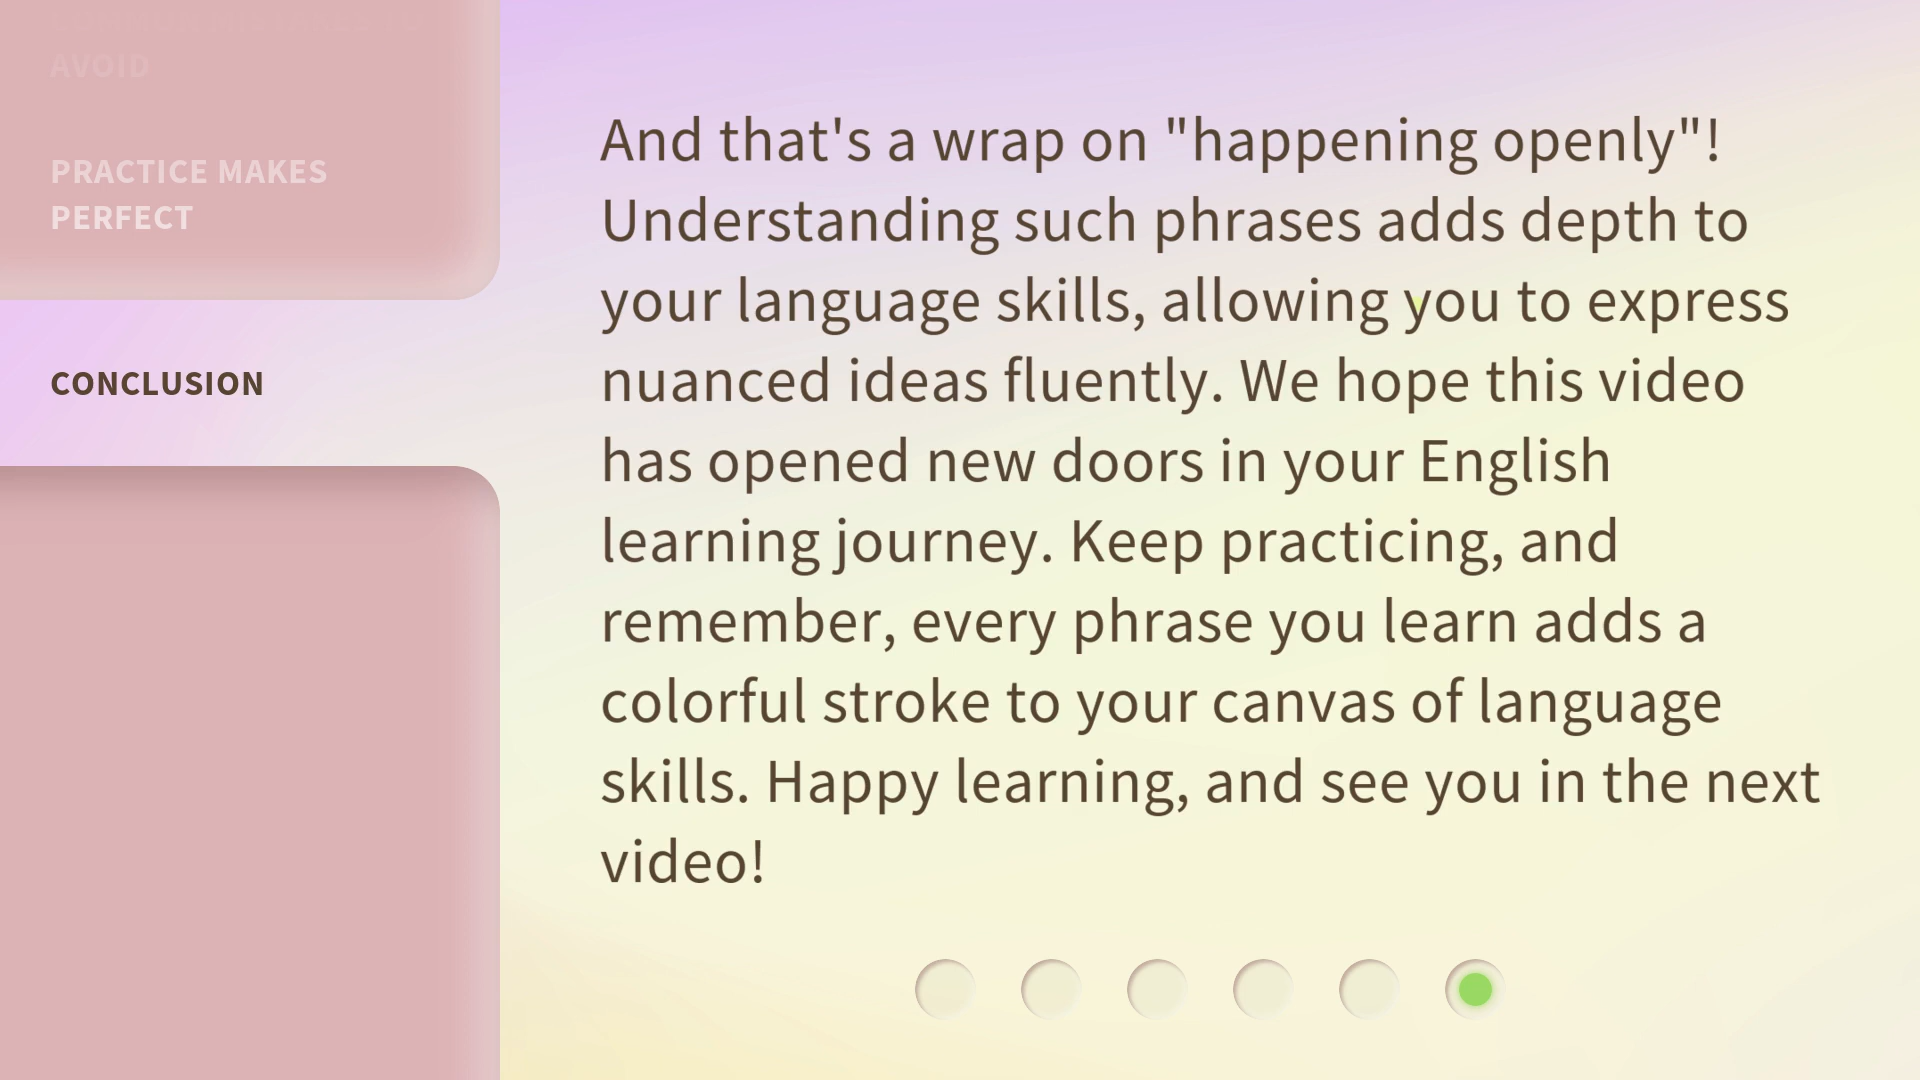 AVOID
PRACTICE MAKES
PERFECT
CONCLUSION
And that's a wrap on "happening openly"!
Understanding such phrases adds depth to
your language skills, allowing you to express
nuanced ideas fluently. We hope this video
has opened new doors in your English
learning journey. Keep practicing, and
remember, every phrase you learn adds a
colorful stroke to your canvas of language
skills. Happy learning, and see you in the next
video!